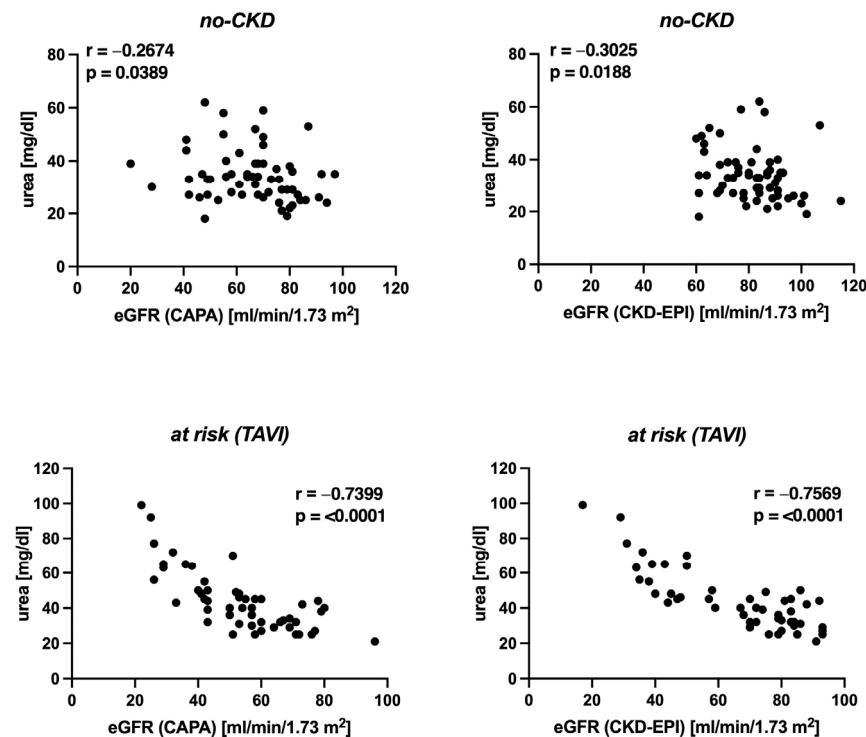 no-CKD
r = −0.2674
p = 0.0389
80
60
40
20
0
urea [mg/dl]
0 20 40 60 80 100 120
eGFR (CAPA) [ml/min/1.73 m²]
no-CKD
r = −0.3025
p = 0.0188
80
60
40
20
0
urea [mg/dl]
0 20 40 60 80 100 120
eGFR (CKD-EPI) [ml/min/1.73 m²]
at risk (TAVI)
r = −0.7399
p = <0.0001
120
100
80
60
40
20
0
urea [mg/dl]
0 20 40 60 80 100
eGFR (CAPA) [ml/min/1.73 m²]
at risk (TAVI)
r = −0.7569
p = <0.0001
120
100
80
60
40
20
0
urea [mg/dl]
0 20 40 60 80 100
eGFR (CKD-EPI) [ml/min/1.73 m²]